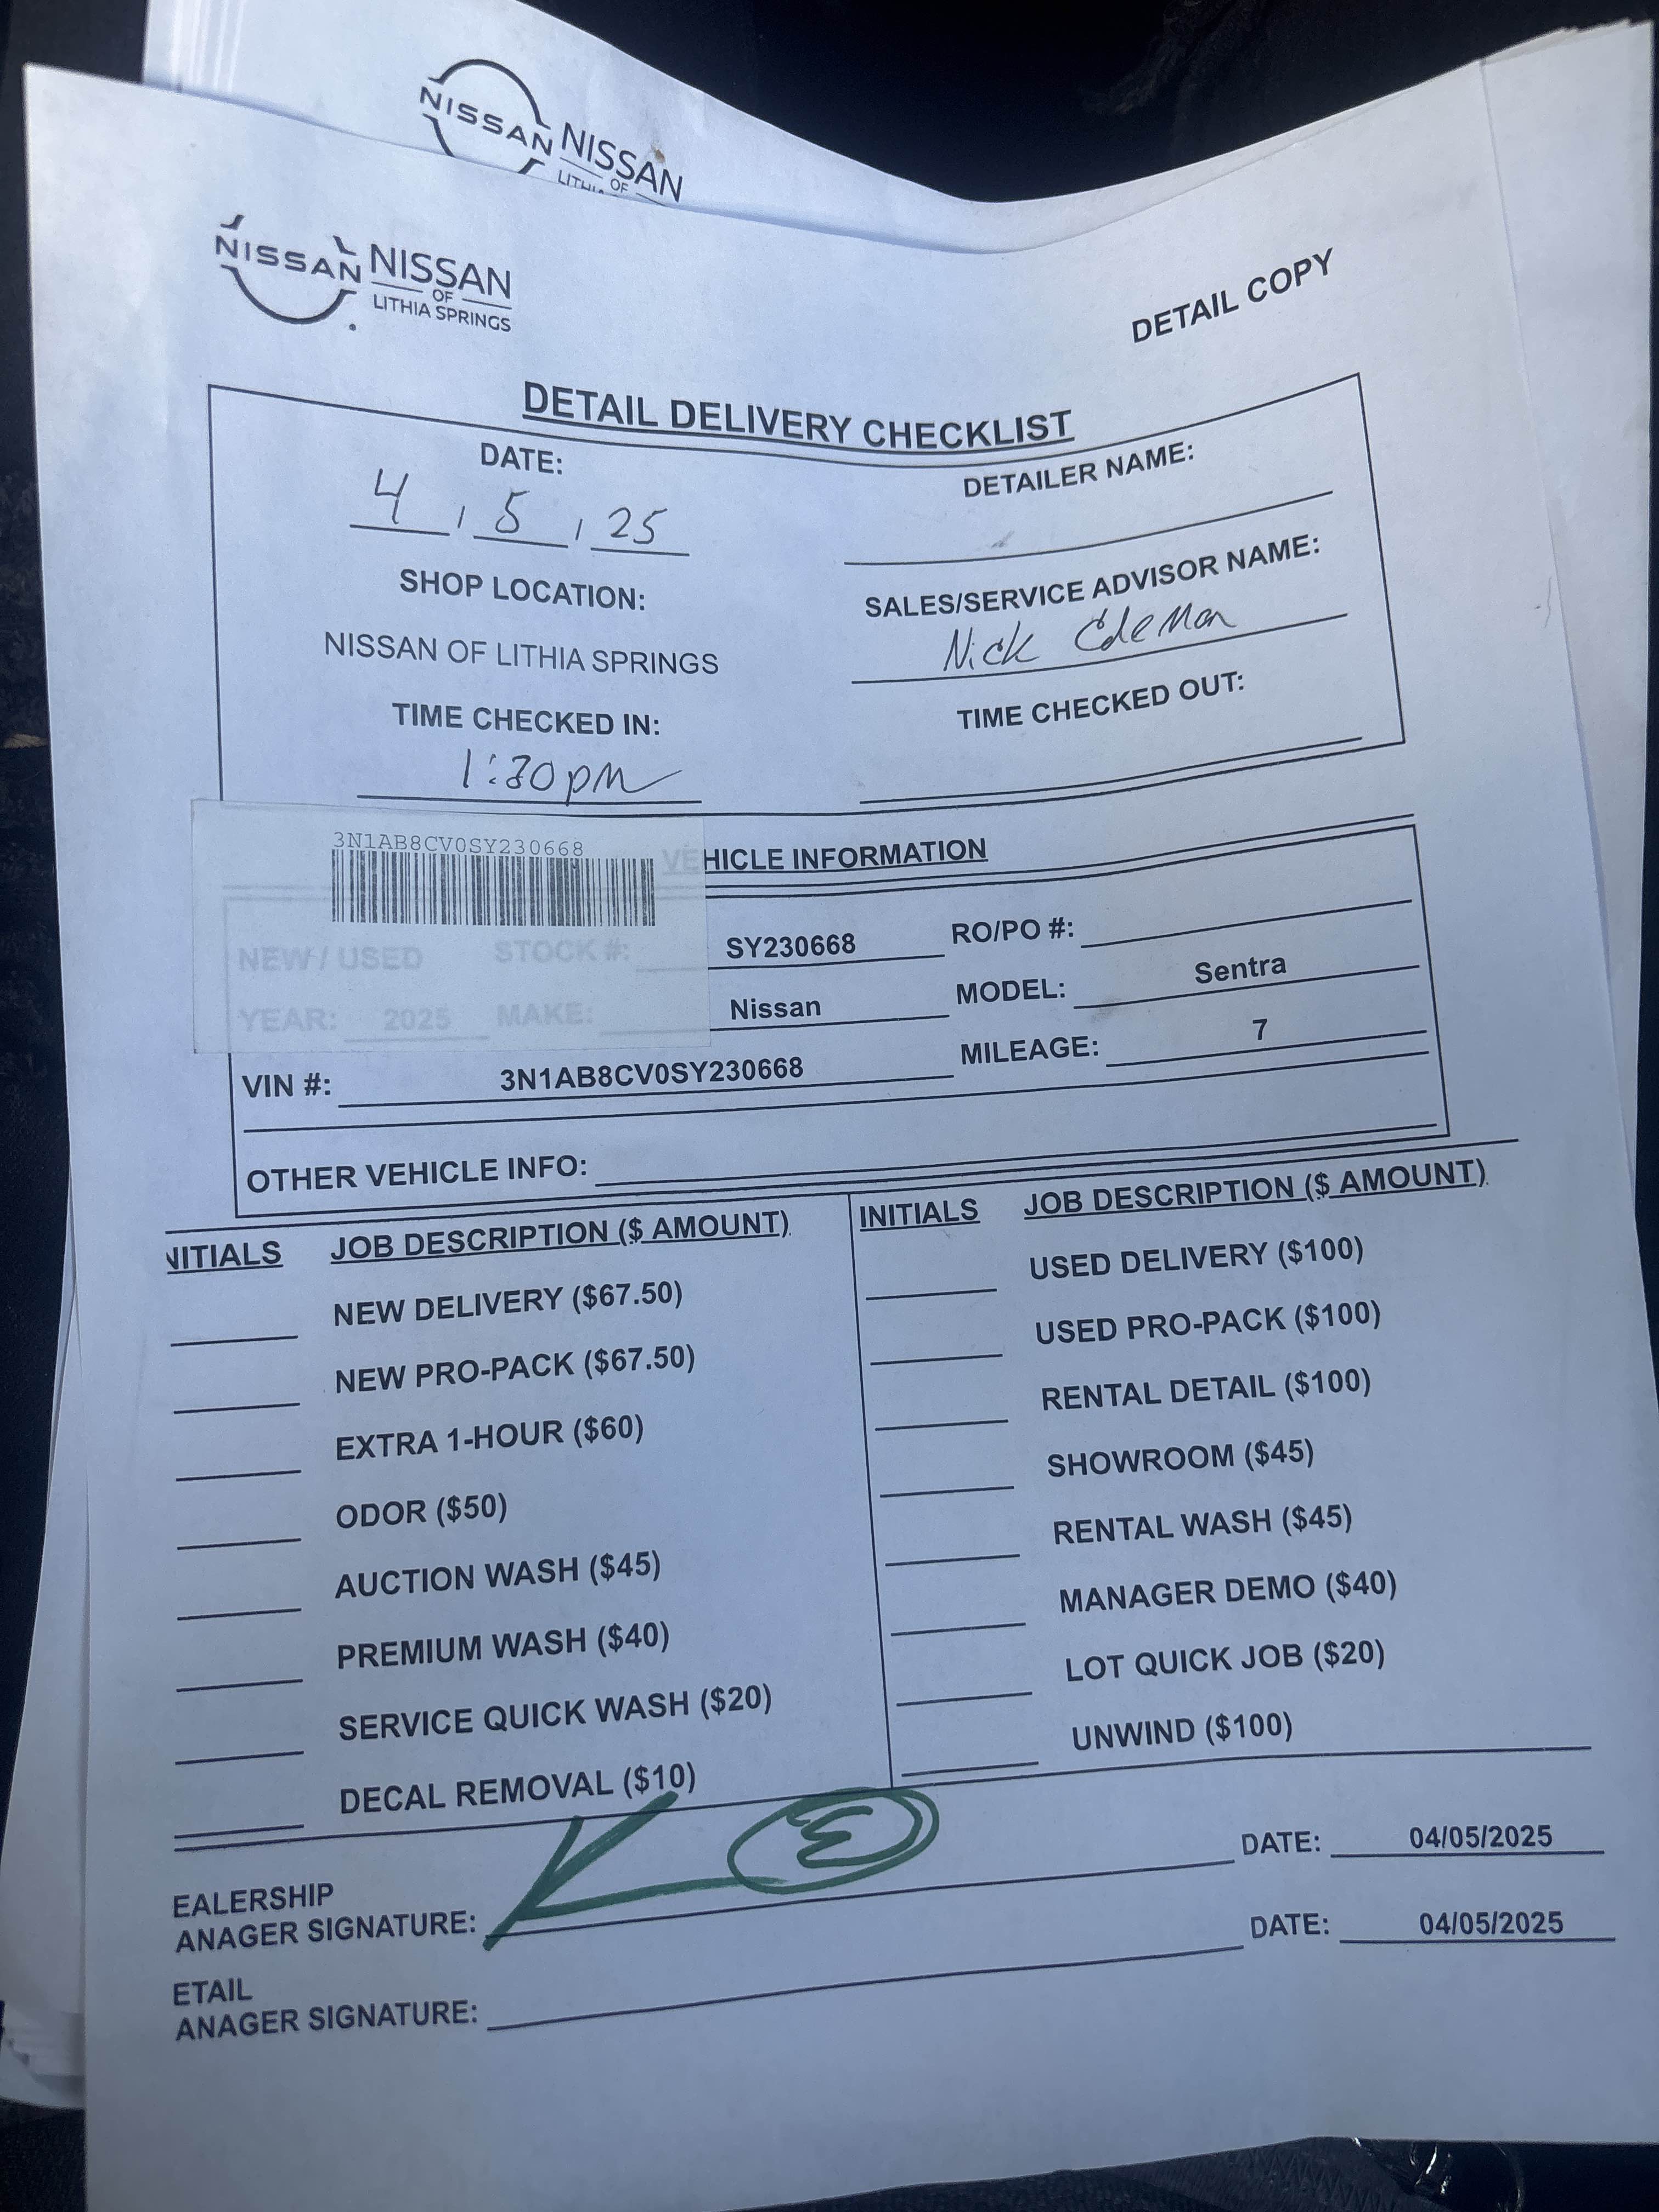 NISSAN NISSAN
OF
NISSAN NISSAN
OF
LITHIA SPRINGS
DETAIL COPY
DETAIL DELIVERY CHECKLIST
DATE:
4 / 5 / 25
DETAILER NAME:
SHOP LOCATION:
NISSAN OF LITHIA SPRINGS
SALES/SERVICE ADVISOR NAME:
Nick Coleman
TIME CHECKED IN:
1:30pm
TIME CHECKED OUT:
3N1AB8CV0SY230668
VEHICLE INFORMATION
NEW / USED STOCK #: SY230668 RO/PO #:
YEAR: 2025 MAKE: Nissan MODEL: Sentra
VIN #: 3N1AB8CV0SY230668 MILEAGE: 7
OTHER VEHICLE INFO:
NITIALS JOB DESCRIPTION ($ AMOUNT)
NEW DELIVERY ($67.50)
NEW PRO-PACK ($67.50)
EXTRA 1-HOUR ($60)
ODOR ($50)
AUCTION WASH ($45)
PREMIUM WASH ($40)
SERVICE QUICK WASH ($20)
DECAL REMOVAL ($10)
INITIALS JOB DESCRIPTION ($ AMOUNT)
USED DELIVERY ($100)
USED PRO-PACK ($100)
RENTAL DETAIL ($100)
SHOWROOM ($45)
RENTAL WASH ($45)
MANAGER DEMO ($40)
LOT QUICK JOB ($20)
UNWIND ($100)
EALERSHIP
ANAGER SIGNATURE: DATE: 04/05/2025
ETAIL
ANAGER SIGNATURE: DATE: 04/05/2025